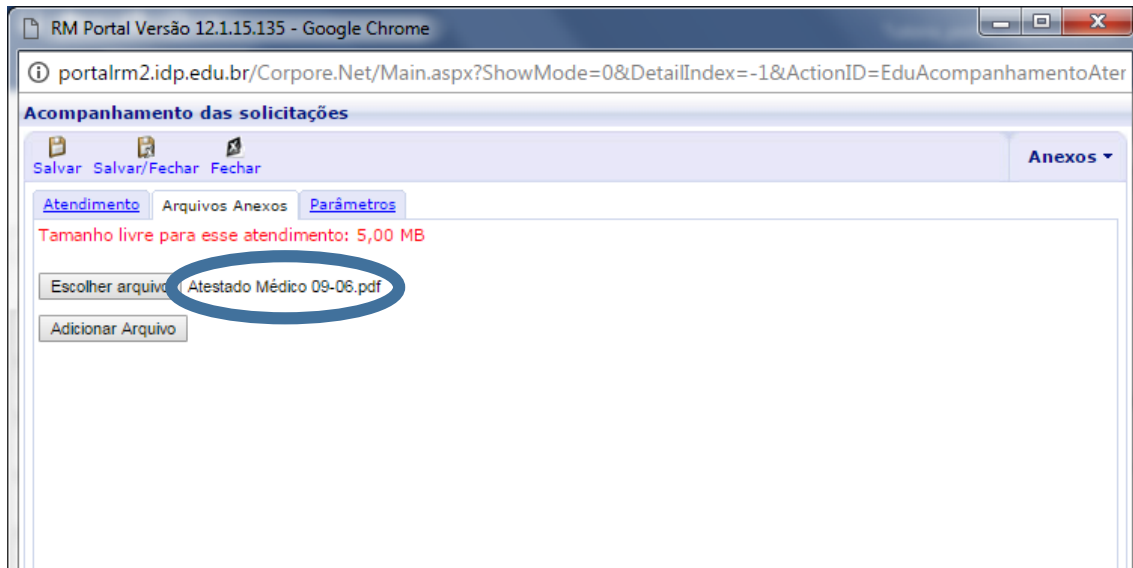 RM Portal Versão 12.1.15.135 - Google Chrome
portalrm2.idp.edu.br/Corpore.Net/Main.aspx?ShowMode=0&DetailIndex=-1&ActionID=EduAcompanhamentoAter
Acompanhamento das solicitações
Salvar Salvar/Fechar Fechar Anexos
Atendimento Arquivos Anexos Parâmetros
Tamanho livre para esse atendimento: 5,00 MB
Escolher arquivo Atestado Médico 09-06.pdf
Adicionar Arquivo